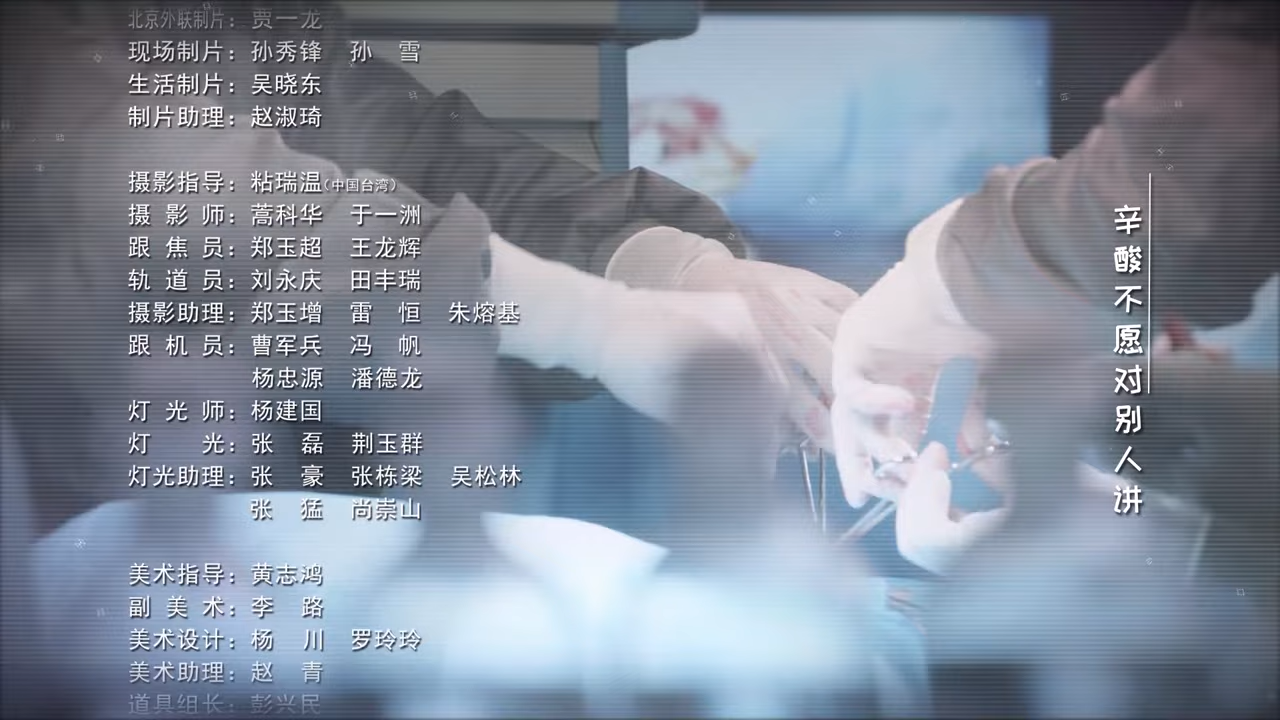 北京外联制片：贾一龙
现场制片：孙秀锋 孙 雪
生活制片：吴晓东
制片助理：赵淑琦
摄影指导：粘瑞温(中国台湾)
摄 影 师：蒿科华 于一洲
跟 焦 员：郑玉超 王龙辉
轨 道 员：刘永庆 田丰瑞
摄影助理：郑玉增 雷 恒 朱熔基
跟 机 员：曹军兵 冯 帆
杨忠源 潘德龙
灯 光 师：杨建国
灯 光：张 磊 荆玉群
灯光助理：张 豪 张栋梁 吴松林
张 猛 尚崇山
美术指导：黄志鸿
副 美 术：李 路
美术设计：杨 川 罗玲玲
美术助理：赵 青
道具组长：彭兴民
辛酸不愿对别人讲